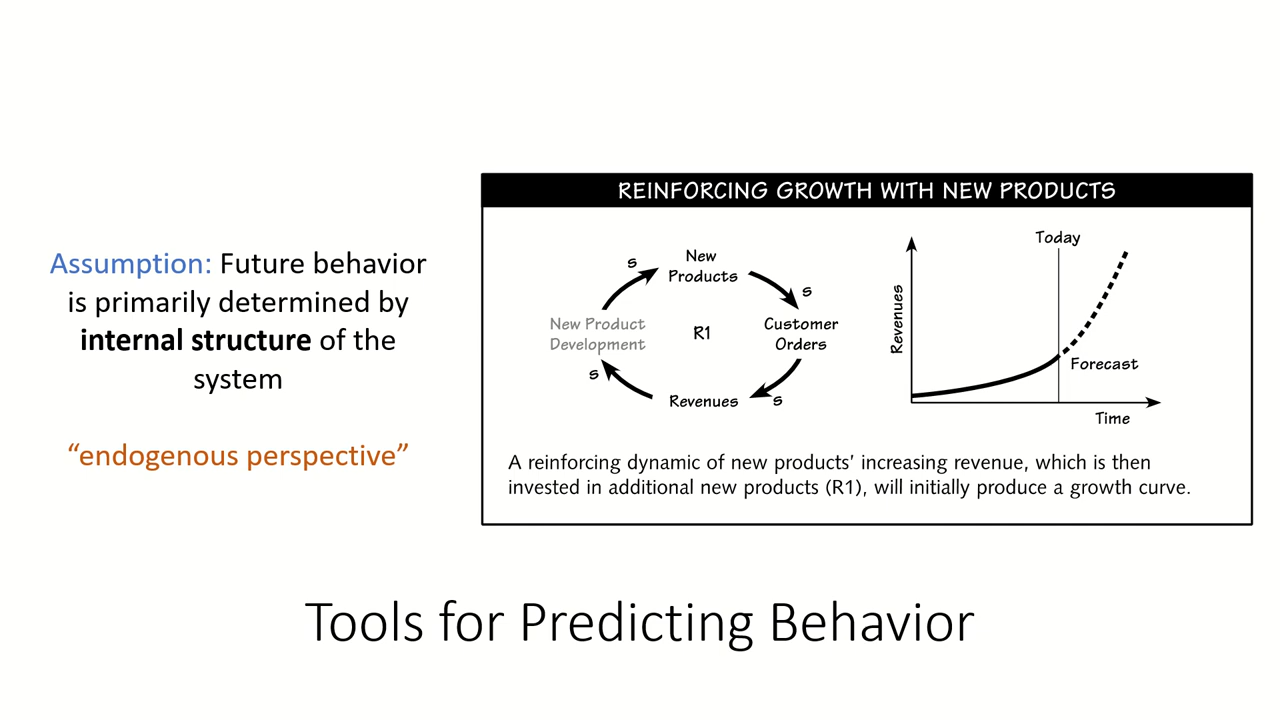 Assumption: Future behavior
is primarily determined by
internal structure of the
system
“endogenous perspective”
REINFORCING GROWTH WITH NEW PRODUCTS
New
Products
s
s
New Product
Development
R1
Customer
Orders
s
Revenues
s
Today
Revenues
Forecast
Time
A reinforcing dynamic of new products’ increasing revenue, which is then
invested in additional new products (R1), will initially produce a growth curve.
Tools for Predicting Behavior